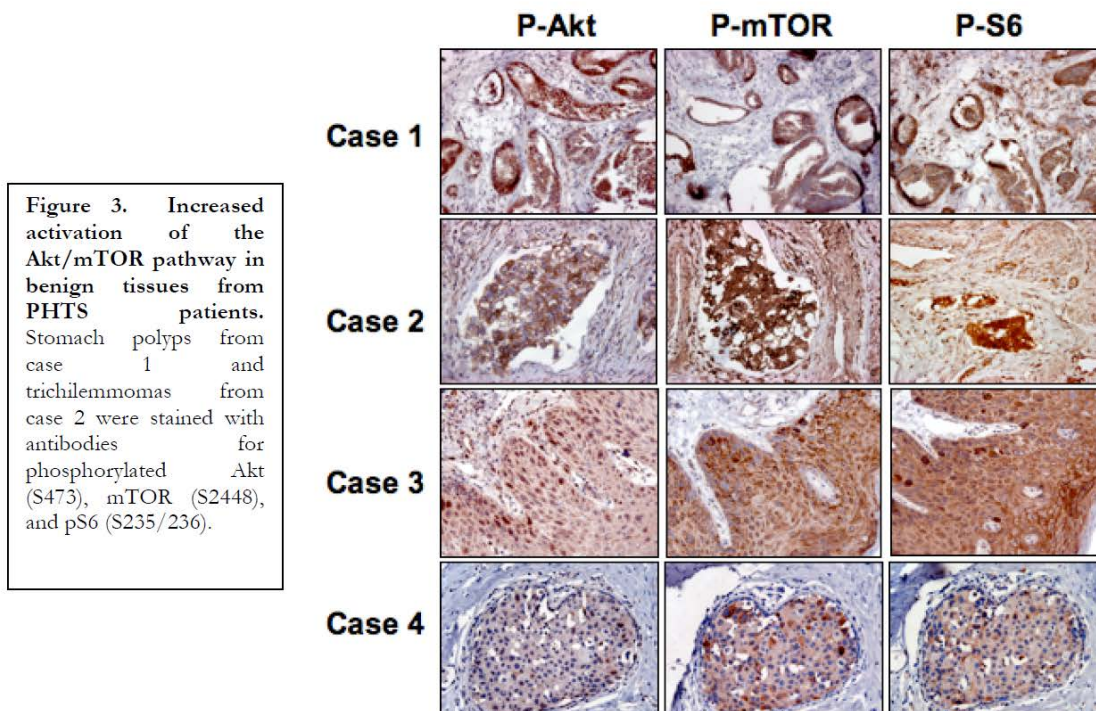 P-Akt P-mTOR P-S6
Case 1
Case 2
Case 3
Case 4
Figure 3. Increased
activation of the
Akt/mTOR pathway in
benign tissues from
PHTS patients.
Stomach polyps from
case 1 and
trichilemmomas from
case 2 were stained with
antibodies for
phosphorylated Akt
(S473), mTOR (S2448),
and pS6 (S235/236).